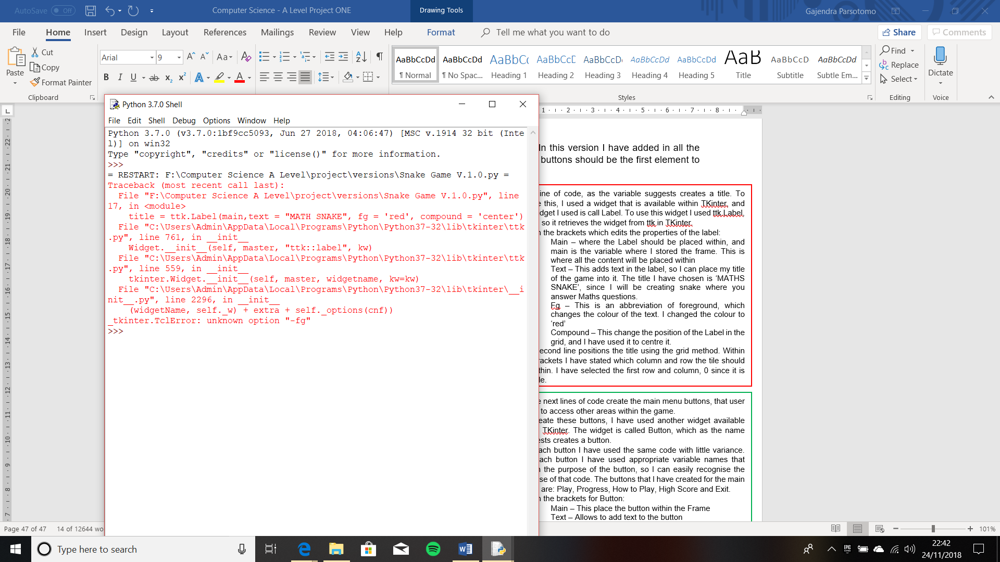 AutoSave Off
Computer Science - A Level Project ONE
Drawing Tools
Gajendra Parsotomo
File Home Insert Design Layout References Mailings Review View Help Format Tell me what you want to do Share Comments
Paste
Cut
Copy
Format Painter
Clipboard
Arial 9
Aa
B I U ab x₂ x² A A
AaBbCcDd ¶ Normal
AaBbCcDd ¶ No Spac...
AaBbCc Heading 1
AaBbCcC Heading 2
AaBbCcD Heading 3
AaBbCcDd Heading 4
AaBbCcDd Heading 5
AaB Title
AaBbCcD Subtitle
AaBbCcDd Subtle Em...
Styles
Find
Replace
Select
Editing
Dictate
Voice
Python 3.7.0 Shell
File Edit Shell Debug Options Window Help
Python 3.7.0 (v3.7.0:1bf9cc5093, Jun 27 2018, 04:06:47) [MSC v.1914 32 bit (Inte
l)] on win32
Type "copyright", "credits" or "license()" for more information.
>>>
= RESTART: F:\Computer Science A Level\project\versions\Snake Game V.1.0.py =
Traceback (most recent call last):
File "F:\Computer Science A Level\project\versions\Snake Game V.1.0.py", line
17, in <module>
title = ttk.Label(main,text = "MATH SNAKE", fg = 'red', compound = 'center')
File "C:\Users\Admin\AppData\Local\Programs\Python\Python37-32\lib\tkinter\ttk
.py", line 761, in __init__
Widget.__init__(self, master, "ttk::label", kw)
File "C:\Users\Admin\AppData\Local\Programs\Python\Python37-32\lib\tkinter\ttk
.py", line 559, in __init__
tkinter.Widget.__init__(self, master, widgetname, kw=kw)
File "C:\Users\Admin\AppData\Local\Programs\Python\Python37-32\lib\tkinter\__i
nit__.py", line 2296, in __init__
(widgetName, self._w) + extra + self._options(cnf))
_tkinter.TclError: unknown option "-fg"
>>>
1 2 3 4 5 6 7 8
22 21 20 19 18 17 16 15 14 13 12 11 10 9 8 7
In this version I have added in all the
buttons should be the first element to
ine of code, as the variable suggests creates a title. To
this, I used a widget that is available within TKinter, and
dget I used is call Label. To use this widget I used ttk.Label,
so it retrieves the widget from ttk in TKinter.
the brackets which edits the properties of the label:
Main – where the Label should be placed within, and
main is the variable where I stored the frame. This is
where all the content will be placed within
Text – This adds text in the label, so I can place my title
of the game into it. The title I have chosen is ‘MATHS
SNAKE’, since I will be creating snake where you
answer Maths questions.
Fg – This is an abbreviation of foreground, which
changes the colour of the text. I changed the colour to
‘red’
Compound – This change the position of the Label in the
grid, and I have used it to centre it.
econd line positions the title using the grid method. Within
rackets I have stated which column and row the tile should
thin. I have selected the first row and column, 0 since it is
le.
e next lines of code create the main menu buttons, that user
to access other areas within the game.
eate these buttons, I have used another widget available
TKinter. The widget is called Button, which as the name
ests creates a button.
ach button I have used the same code with little variance.
ach button I have used appropriate variable names that
the purpose of the button, so I can easily recognise the
se of that code. The buttons that I have created for the main
are: Play, Progress, How to Play, High Score and Exit.
the brackets for Button:
Main – This place the button within the Frame
Text – Allows to add text to the button
Page 47 of 47 14 of 12644 wo
101%
Type here to search
22:42
24/11/2018